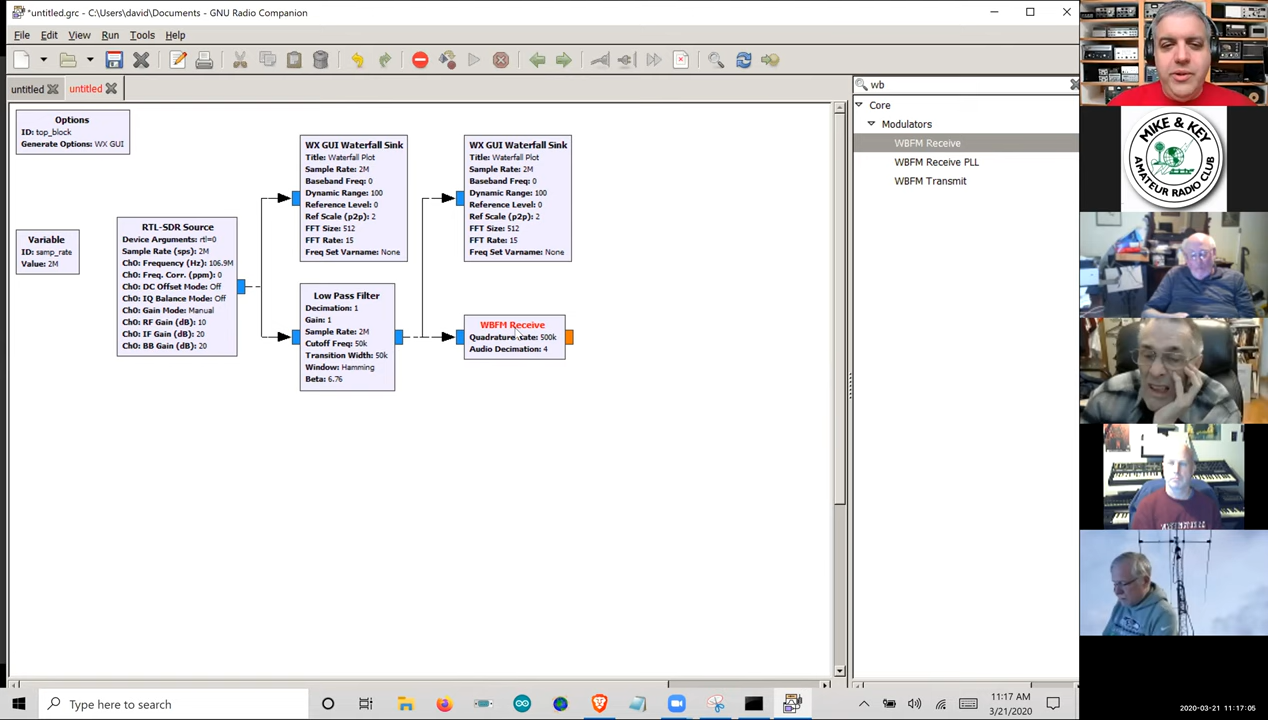 *untitled.grc - C:\Users\david\Documents - GNU Radio Companion
File Edit View Run Tools Help
untitled
untitled
wb
Core
Modulators
WBFM Receive
WBFM Receive PLL
WBFM Transmit
Options
ID: top_block
Generate Options: WX GUI
Variable
ID: samp_rate
Value: 2M
RTL-SDR Source
Device Arguments: rtl=0
Sample Rate (sps): 2M
Ch0: Frequency (Hz): 106.9M
Ch0: Freq. Corr. (ppm): 0
Ch0: DC Offset Mode: Off
Ch0: IQ Balance Mode: Off
Ch0: Gain Mode: Manual
Ch0: RF Gain (dB): 10
Ch0: IF Gain (dB): 20
Ch0: BB Gain (dB): 20
WX GUI Waterfall Sink
Title: Waterfall Plot
Sample Rate: 2M
Baseband Freq: 0
Dynamic Range: 100
Reference Level: 0
Ref Scale (p2p): 2
FFT Size: 512
FFT Rate: 15
Freq Set Varname: None
Low Pass Filter
Decimation: 1
Gain: 1
Sample Rate: 2M
Cutoff Freq: 50k
Transition Width: 50k
Window: Hamming
Beta: 6.76
WX GUI Waterfall Sink
Title: Waterfall Plot
Sample Rate: 2M
Baseband Freq: 0
Dynamic Range: 100
Reference Level: 0
Ref Scale (p2p): 2
FFT Size: 512
FFT Rate: 15
Freq Set Varname: None
WBFM Receive
Quadrature Rate: 500k
Audio Decimation: 4
MIKE & KEY
AMATEUR RADIO CLUB
Type here to search
11:17 AM
3/21/2020
2020-03-21 11:17:05